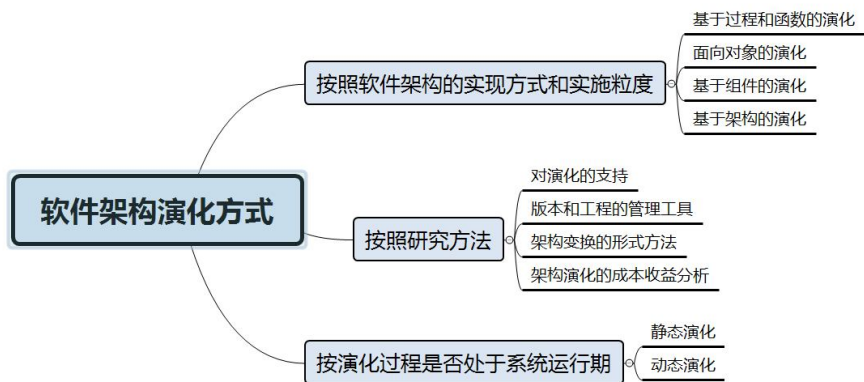 软件架构演化方式
按照软件架构的实现方式和实施粒度
基于过程和函数的演化
面向对象的演化
基于组件的演化
基于架构的演化
按照研究方法
对演化的支持
版本和工程的管理工具
架构变换的形式方法
架构演化的成本收益分析
按演化过程是否处于系统运行期
静态演化
动态演化